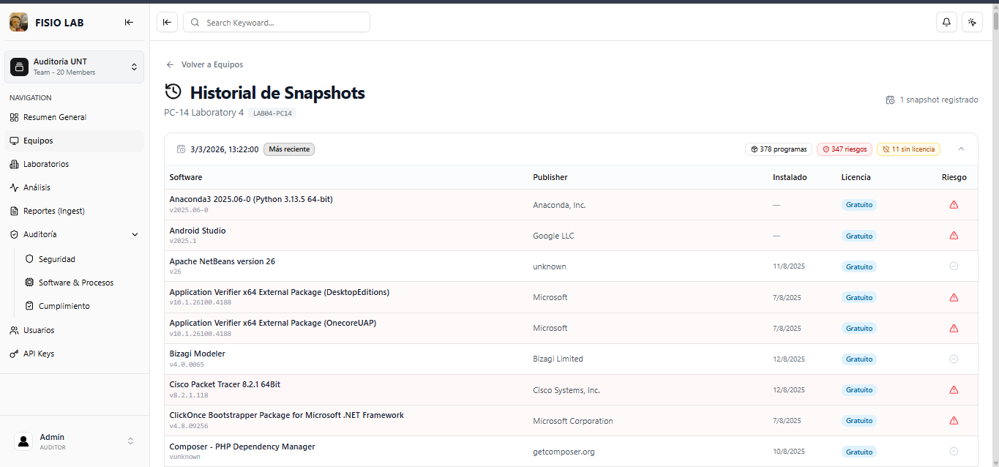 FISIO LAB
Search Keyword...
Auditoria UNT
Team - 20 Members
NAVIGATION
Resumen General
Equipos
Laboratorios
Análisis
Reportes (Ingest)
Auditoría
Seguridad
Software & Procesos
Cumplimiento
Usuarios
API Keys
Admin
AUDITOR
Volver a Equipos
Historial de Snapshots
PC-14 Laboratory 4 LAB04-PC14
1 snapshot registrado
3/3/2026, 13:22:00 Más reciente 378 programas 347 riesgos 11 sin licencia
Software Publisher Instalado Licencia Riesgo
Anaconda3 2025.06-0 (Python 3.13.5 64-bit)
v2025.06-0
Anaconda, Inc. — Gratuito
Android Studio
v2025.1
Google LLC — Gratuito
Apache NetBeans version 26
v26
unknown 11/8/2025 Gratuito
Application Verifier x64 External Package (DesktopEditions)
v10.1.26100.4188
Microsoft 7/8/2025 Gratuito
Application Verifier x64 External Package (OnecoreUAP)
v10.1.26100.4188
Microsoft 7/8/2025 Gratuito
Bizagi Modeler
v4.0.0065
Bizagi Limited 12/8/2025 Gratuito
Cisco Packet Tracer 8.2.1 64Bit
v8.2.1.118
Cisco Systems, Inc. 12/8/2025 Gratuito
ClickOnce Bootstrapper Package for Microsoft .NET Framework
v4.8.09256
Microsoft Corporation 7/8/2025 Gratuito
Composer - PHP Dependency Manager
vunknown
getcomposer.org 10/8/2025 Gratuito